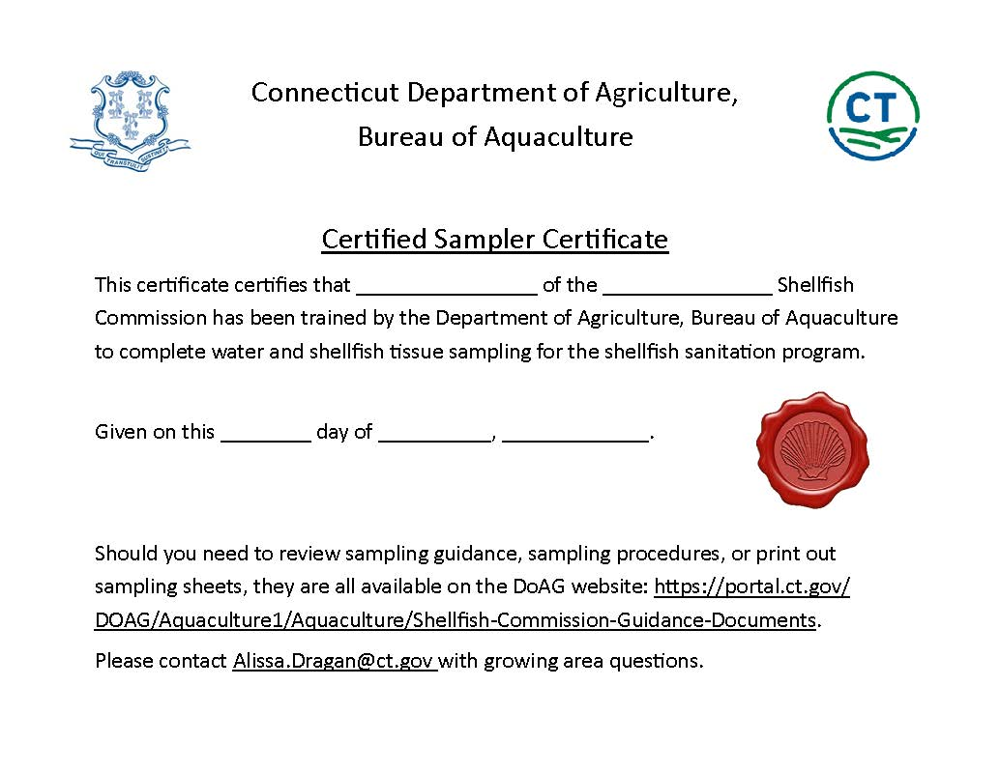 Connecticut Department of Agriculture,
Bureau of Aquaculture
QUI TRANSTULIT SUSTINET
CT
Certified Sampler Certificate
This certificate certifies that ________________ of the _______________ Shellfish
Commission has been trained by the Department of Agriculture, Bureau of Aquaculture
to complete water and shellfish tissue sampling for the shellfish sanitation program.
Given on this ________ day of __________, _____________.
Should you need to review sampling guidance, sampling procedures, or print out
sampling sheets, they are all available on the DoAG website: https://portal.ct.gov/
DOAG/Aquaculture1/Aquaculture/Shellfish-Commission-Guidance-Documents.
Please contact Alissa.Dragan@ct.gov with growing area questions.